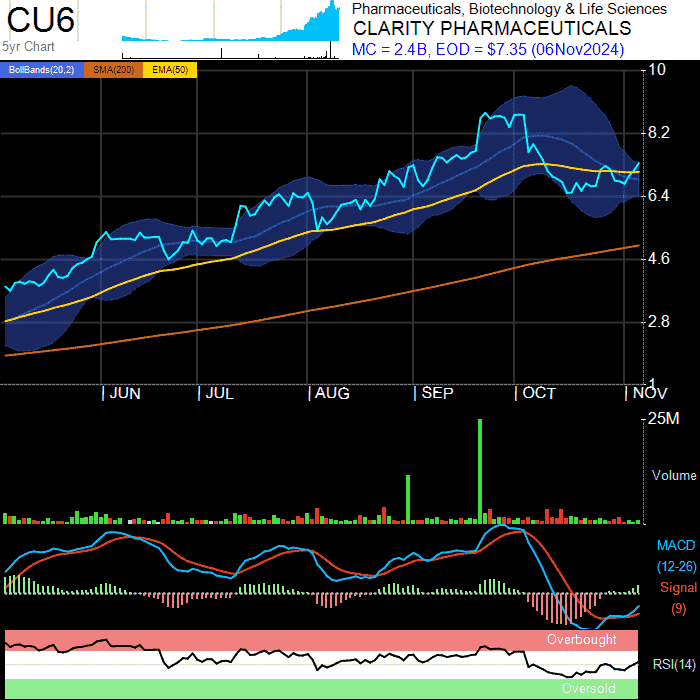 CU6
5yr Chart
Pharmaceuticals, Biotechnology & Life Sciences
CLARITY PHARMACEUTICALS
MC = 2.4B, EOD = $7.35 (06Nov2024)
BollBands(20,2) SMA(200) EMA(50)
10
8.2
6.4
4.6
2.8
1
JUN JUL AUG SEP OCT NOV
25M
Volume
MACD
(12-26)
Signal
(9)
Overbought
RSI(14)
Oversold